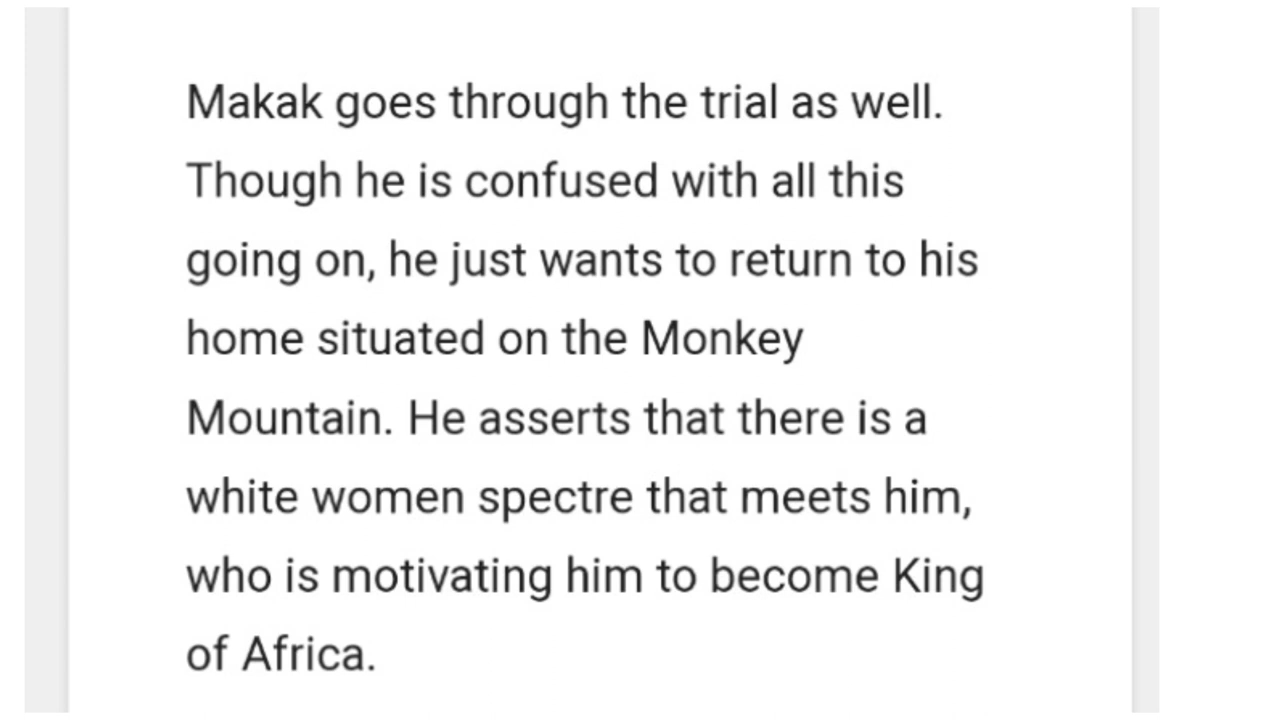 Makak goes through the trial as well.
Though he is confused with all this
going on, he just wants to return to his
home situated on the Monkey
Mountain. He asserts that there is a
white women spectre that meets him,
who is motivating him to become King
of Africa.